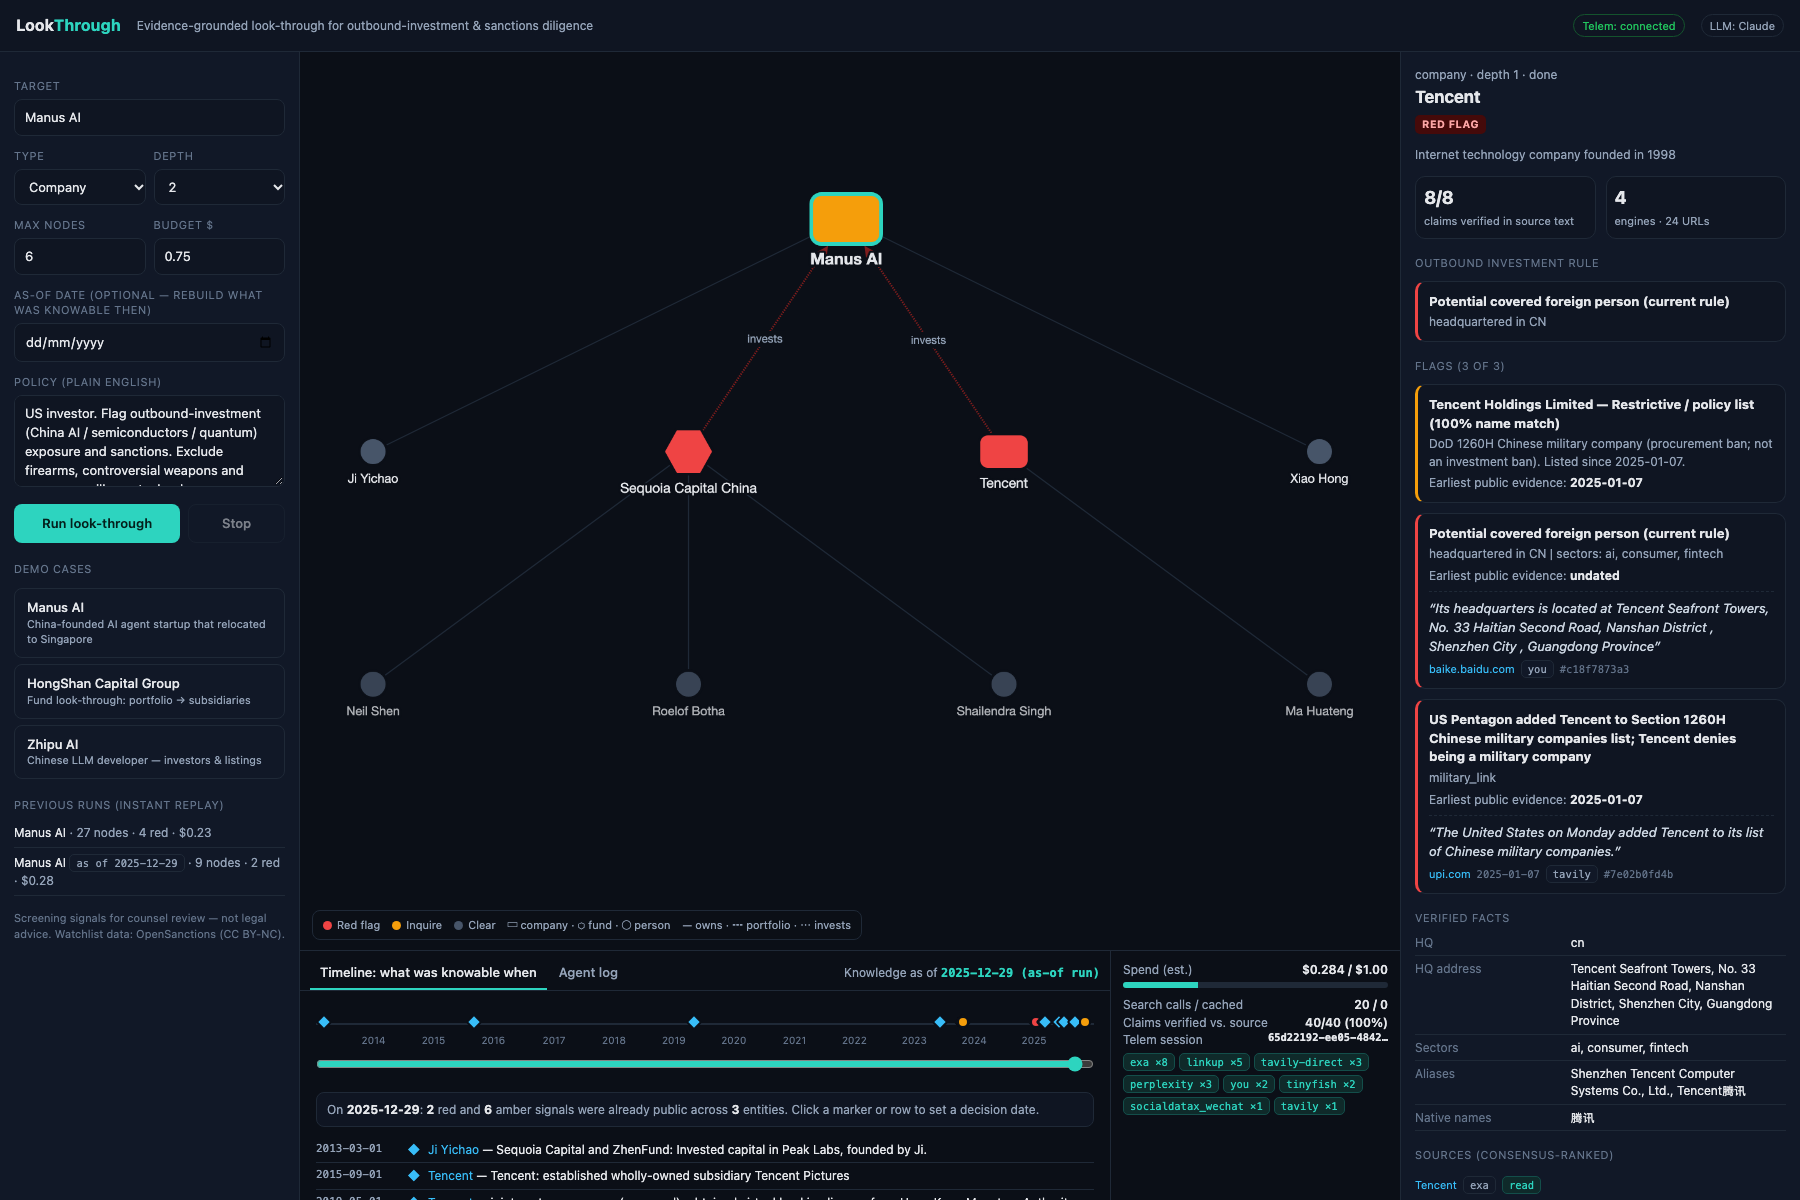 LookThrough
Evidence-grounded look-through for outbound-investment & sanctions diligence
Telem: connected
LLM: Claude
TARGET
Manus AI
TYPE
DEPTH
Company
2
MAX NODES
BUDGET $
6
0.75
AS-OF DATE (OPTIONAL — REBUILD WHAT
WAS KNOWABLE THEN)
dd/mm/yyyy
POLICY (PLAIN ENGLISH)
US investor. Flag outbound-investment
(China AI / semiconductors / quantum)
exposure and sanctions. Exclude
firearms, controversial weapons and
Run look-through
Stop
DEMO CASES
Manus AI
China-founded AI agent startup that relocated
to Singapore
HongShan Capital Group
Fund look-through: portfolio → subsidiaries
Zhipu AI
Chinese LLM developer — investors & listings
PREVIOUS RUNS (INSTANT REPLAY)
Manus AI · 27 nodes · 4 red · $0.23
Manus AI as of 2025-12-29 · 9 nodes · 2 red
· $0.28
Screening signals for counsel review — not legal
advice. Watchlist data: OpenSanctions (CC BY-NC).
Manus AI
invests
invests
Ji Yichao
Sequoia Capital China
Tencent
Xiao Hong
Neil Shen
Roelof Botha
Shailendra Singh
Ma Huateng
Red flag
Inquire
Clear
company · fund · person
owns · portfolio · invests
Timeline: what was knowable when
Agent log
Knowledge as of 2025-12-29 (as-of run)
2014 2015 2016 2017 2018 2019 2020 2021 2022 2023 2024 2025
On 2025-12-29: 2 red and 6 amber signals were already public across 3 entities. Click a marker or row to set a decision date.
2013-03-01 Ji Yichao — Sequoia Capital and ZhenFund: Invested capital in Peak Labs, founded by Ji.
2015-09-01 Tencent — Tencent: established wholly-owned subsidiary Tencent Pictures
Spend (est.) $0.284 / $1.00
Search calls / cached 20 / 0
Claims verified vs. source 40/40 (100%)
Telem session 65d22192-ee05-4842…
exa ×8 linkup ×5 tavily-direct ×3
perplexity ×3 you ×2 tinyfish ×2
socialdatax_wechat ×1 tavily ×1
company · depth 1 · done
Tencent
RED FLAG
Internet technology company founded in 1998
8/8
claims verified in source text
4
engines · 24 URLs
OUTBOUND INVESTMENT RULE
Potential covered foreign person (current rule)
headquartered in CN
FLAGS (3 OF 3)
Tencent Holdings Limited — Restrictive / policy list
(100% name match)
DoD 1260H Chinese military company (procurement ban; not
an investment ban). Listed since 2025-01-07.
Earliest public evidence: 2025-01-07
Potential covered foreign person (current rule)
headquartered in CN | sectors: ai, consumer, fintech
Earliest public evidence: undated
“Its headquarters is located at Tencent Seafront Towers,
No. 33 Haitian Second Road, Nanshan District ,
Shenzhen City , Guangdong Province”
baike.baidu.com you #c18f7873a3
US Pentagon added Tencent to Section 1260H
Chinese military companies list; Tencent denies
being a military company
military_link
Earliest public evidence: 2025-01-07
“The United States on Monday added Tencent to its list
of Chinese military companies.”
upi.com 2025-01-07 tavily #7e02b0fd4b
VERIFIED FACTS
HQ cn
HQ address Tencent Seafront Towers, No. 33
Haitian Second Road, Nanshan
District, Shenzhen City, Guangdong
Province
Sectors ai, consumer, fintech
Aliases Shenzhen Tencent Computer
Systems Co., Ltd., Tencent腾讯
Native names 腾讯
SOURCES (CONSENSUS-RANKED)
Tencent exa read